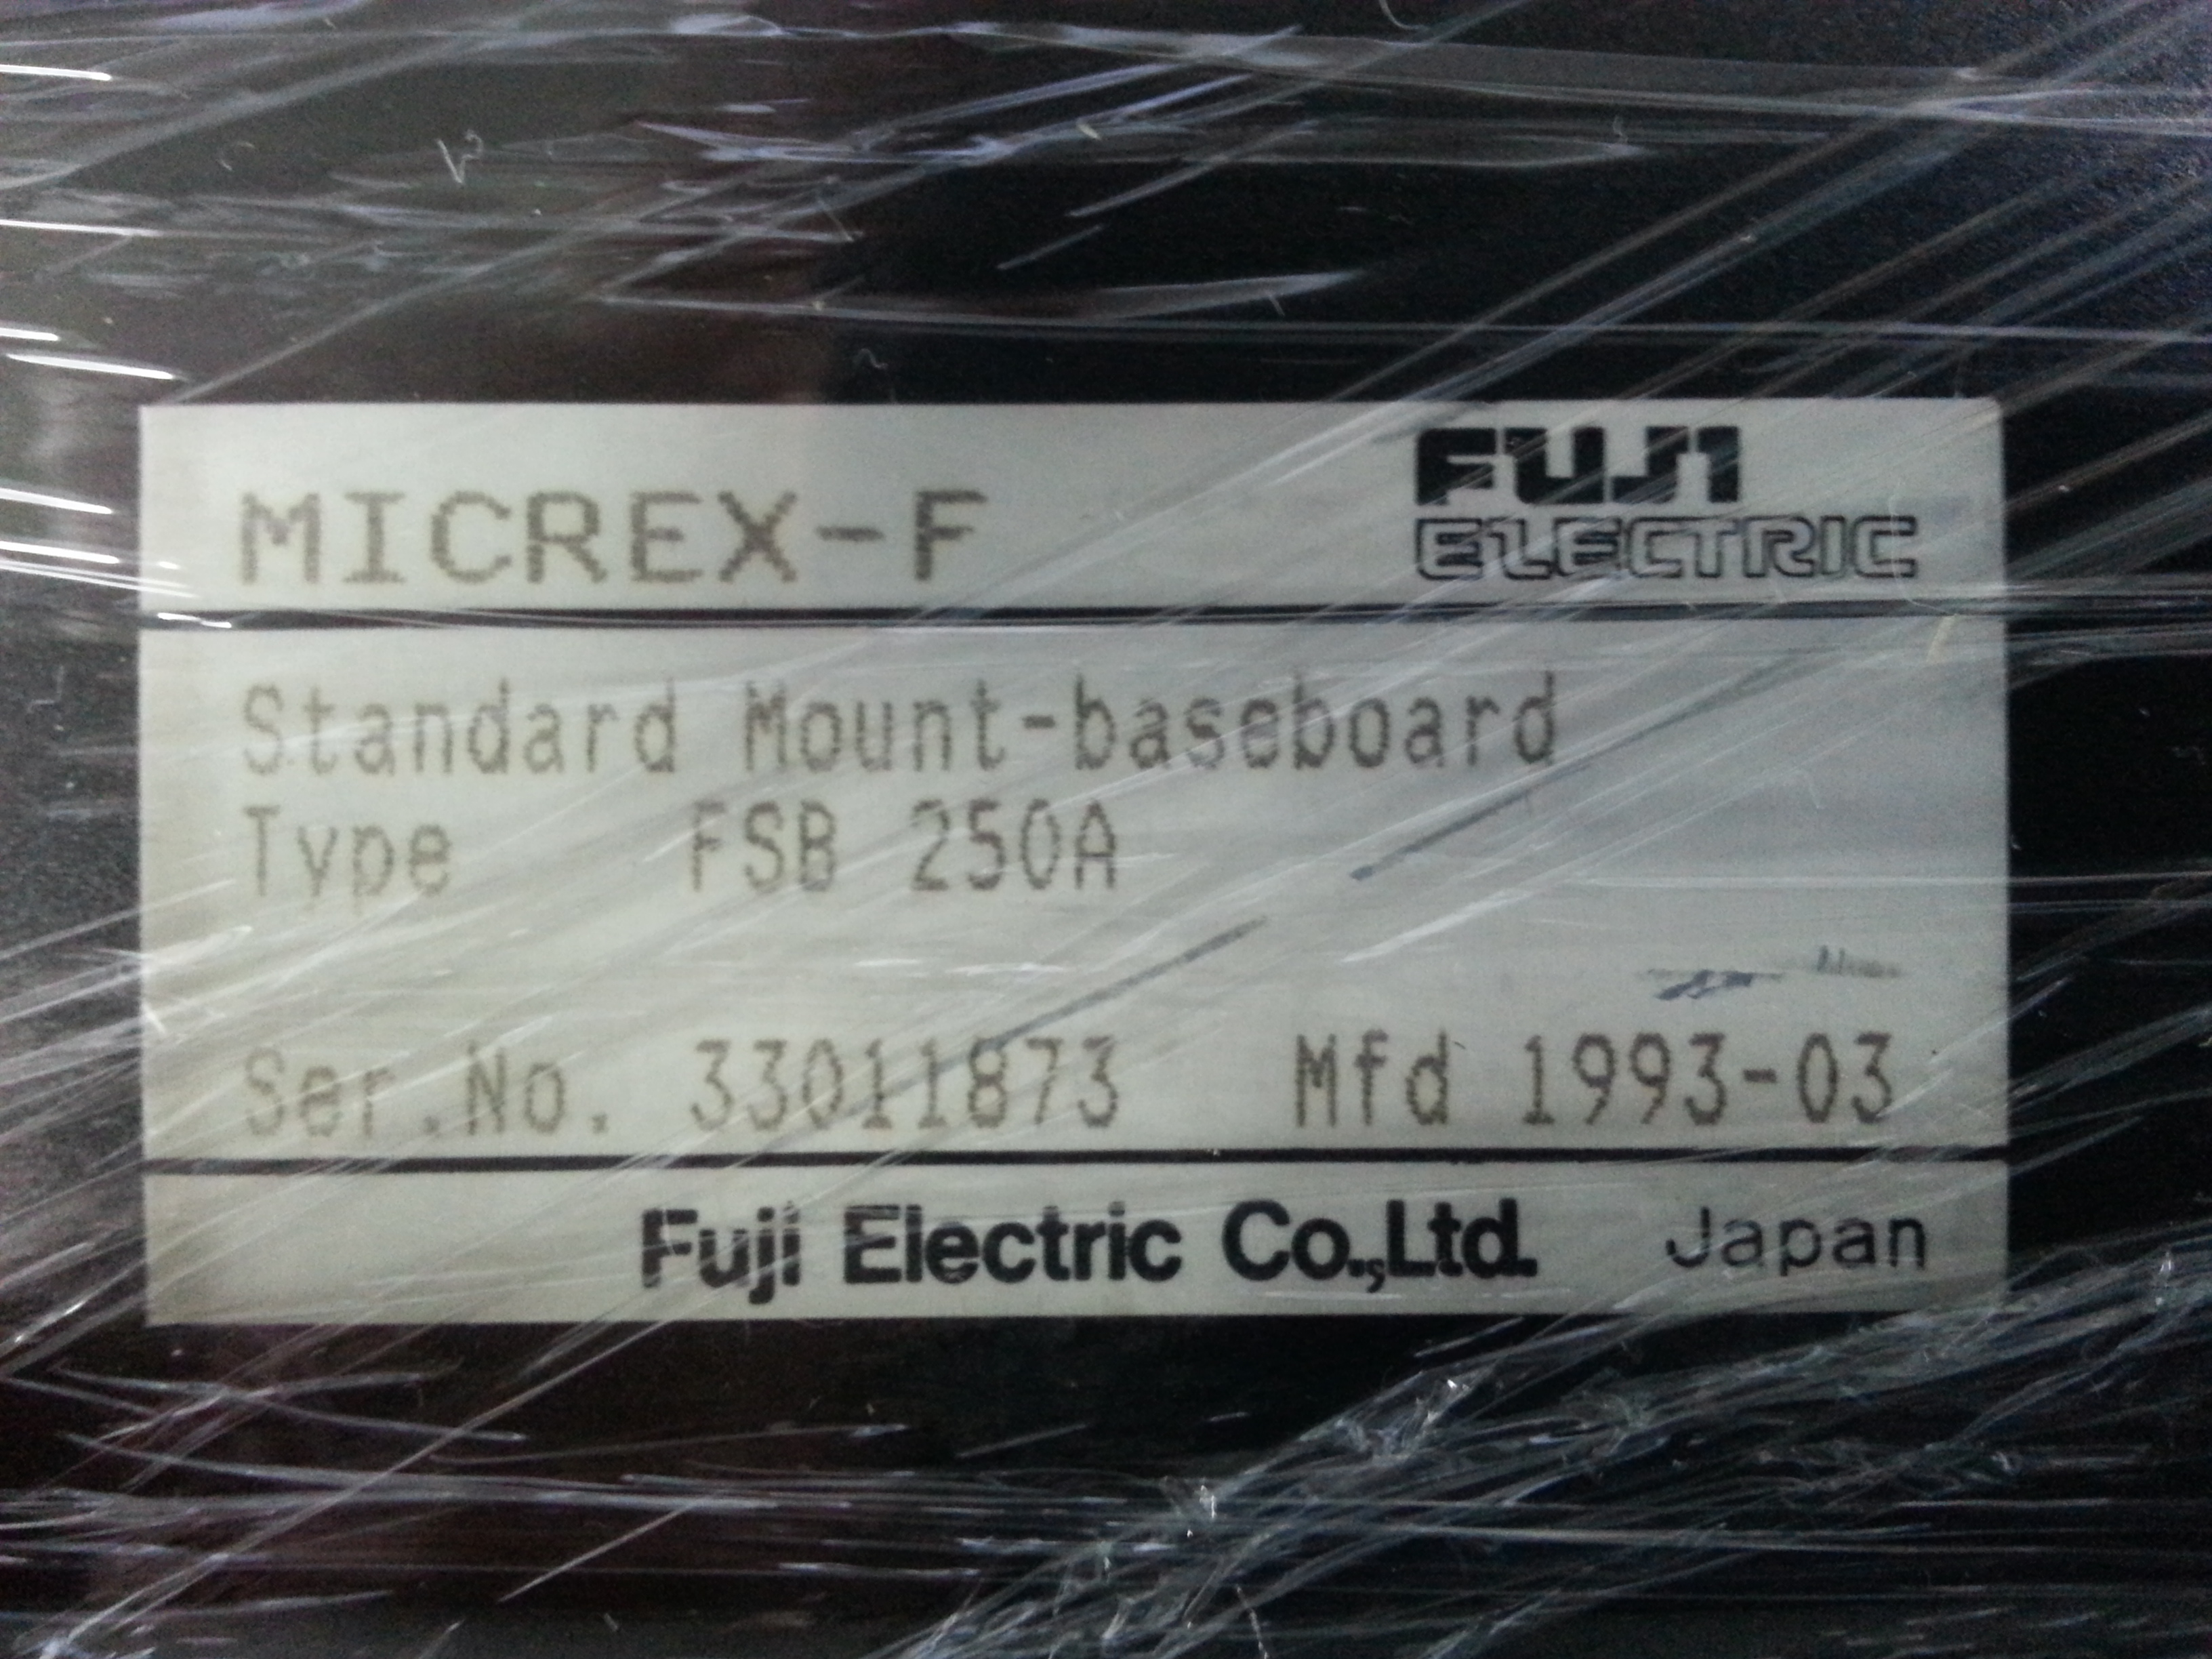 MICREX-F
FUJI
ELECTRIC
Standard Mount-baseboard
Type FSB 250A
Ser.No. 33011873 Mfd 1993-03
Fuji Electric Co.,Ltd. Japan